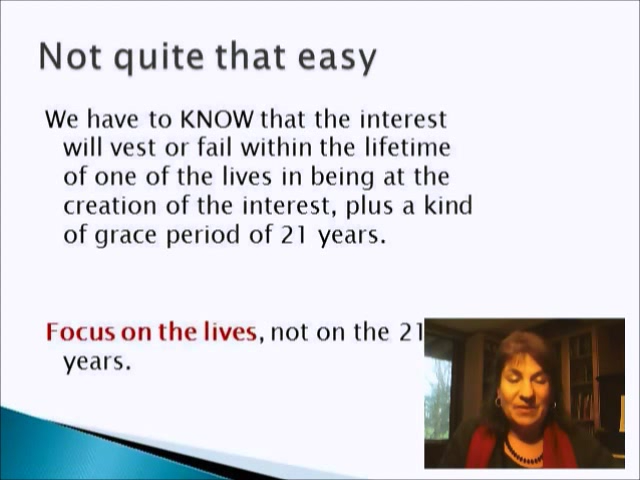 Not quite that easy
We have to KNOW that the interest
will vest or fail within the lifetime
of one of the lives in being at the
creation of the interest, plus a kind
of grace period of 21 years.
Focus on the lives, not on the 21
years.